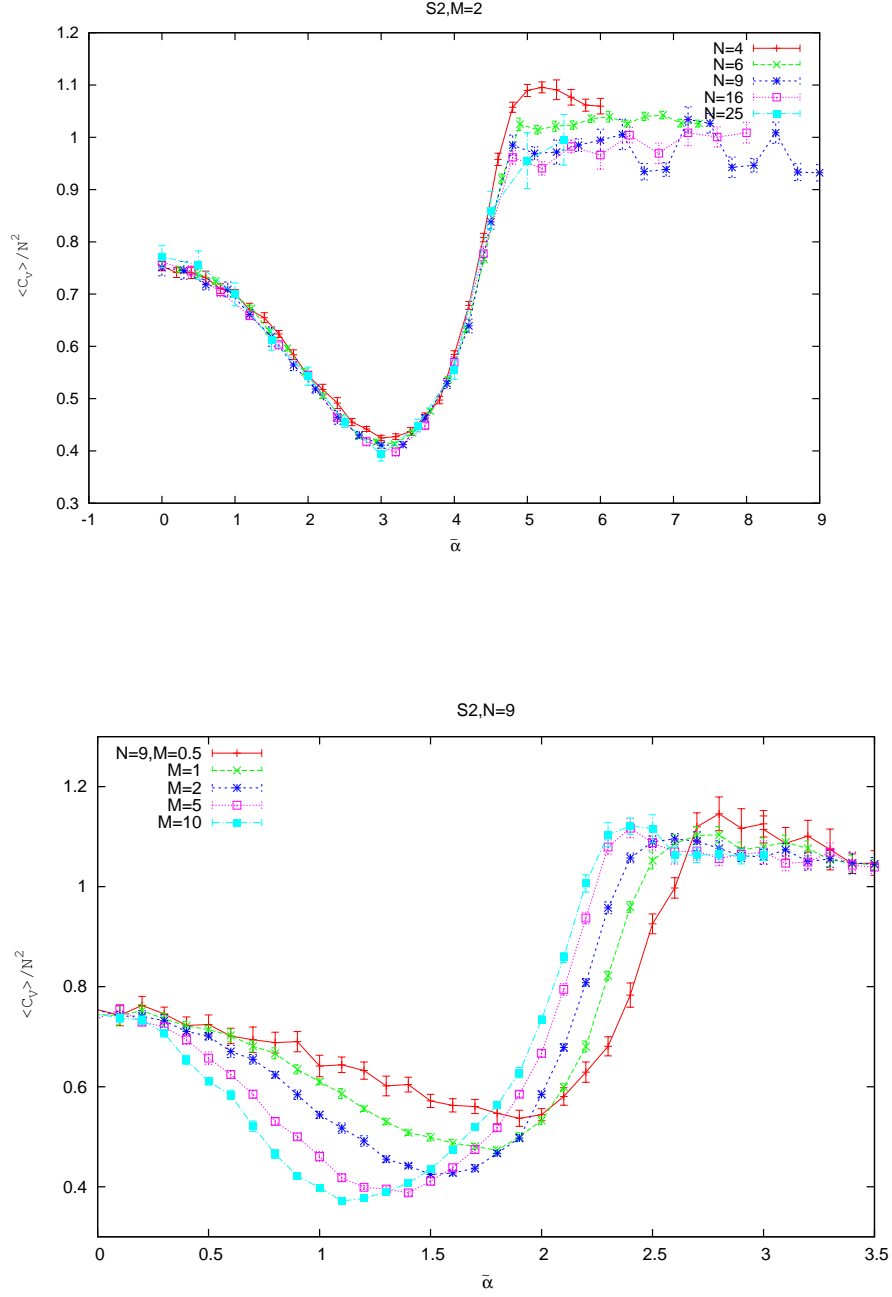 S2,M=2
1.2
1.1
1
0.9
0.8
0.7
0.6
0.5
0.4
0.3
<C_V>/N^2
N=4
N=6
N=9
N=16
N=25
-1 0 1 2 3 4 5 6 7 8 9
α̅
S2,N=9
1.2
1
0.8
0.6
0.4
<C_V>/N^2
N=9,M=0.5
M=1
M=2
M=5
M=10
0 0.5 1 1.5 2 2.5 3 3.5
α̅